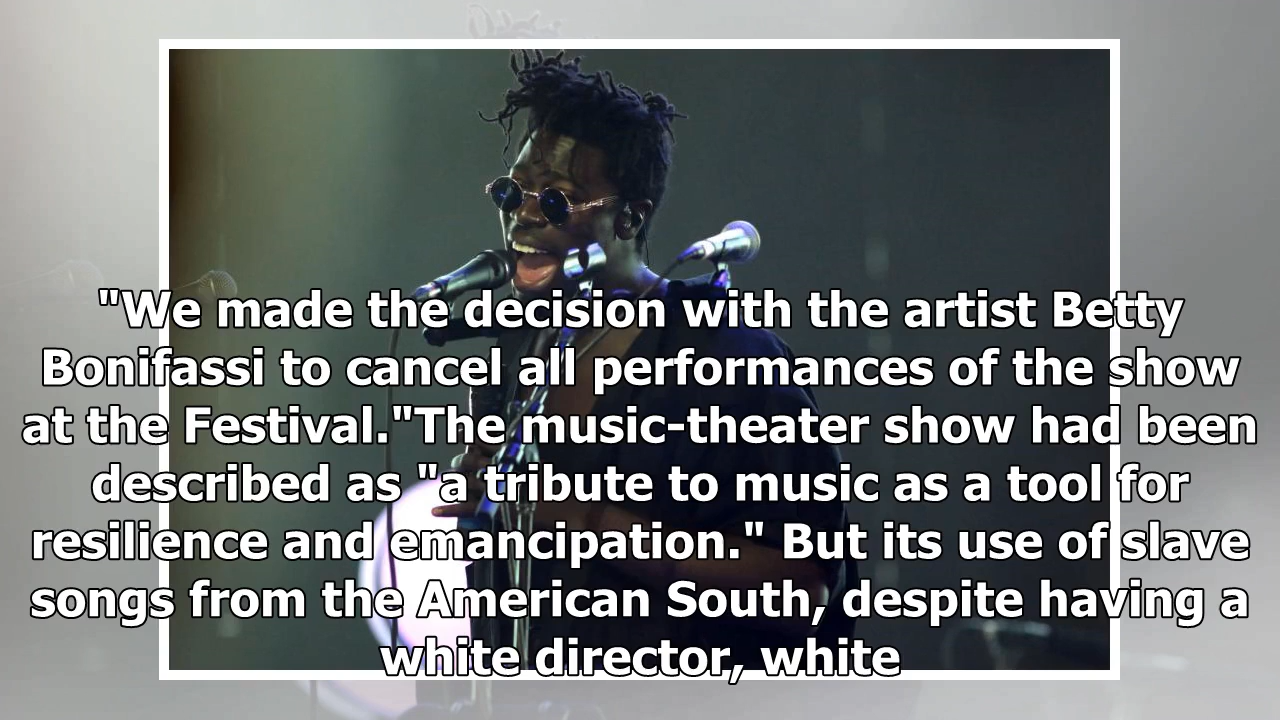 "We made the decision with the artist Betty
Bonifassi to cancel all performances of the show
at the Festival."The music-theater show had been
described as "a tribute to music as a tool for
resilience and emancipation." But its use of slave
songs from the American South, despite having a
white director, white